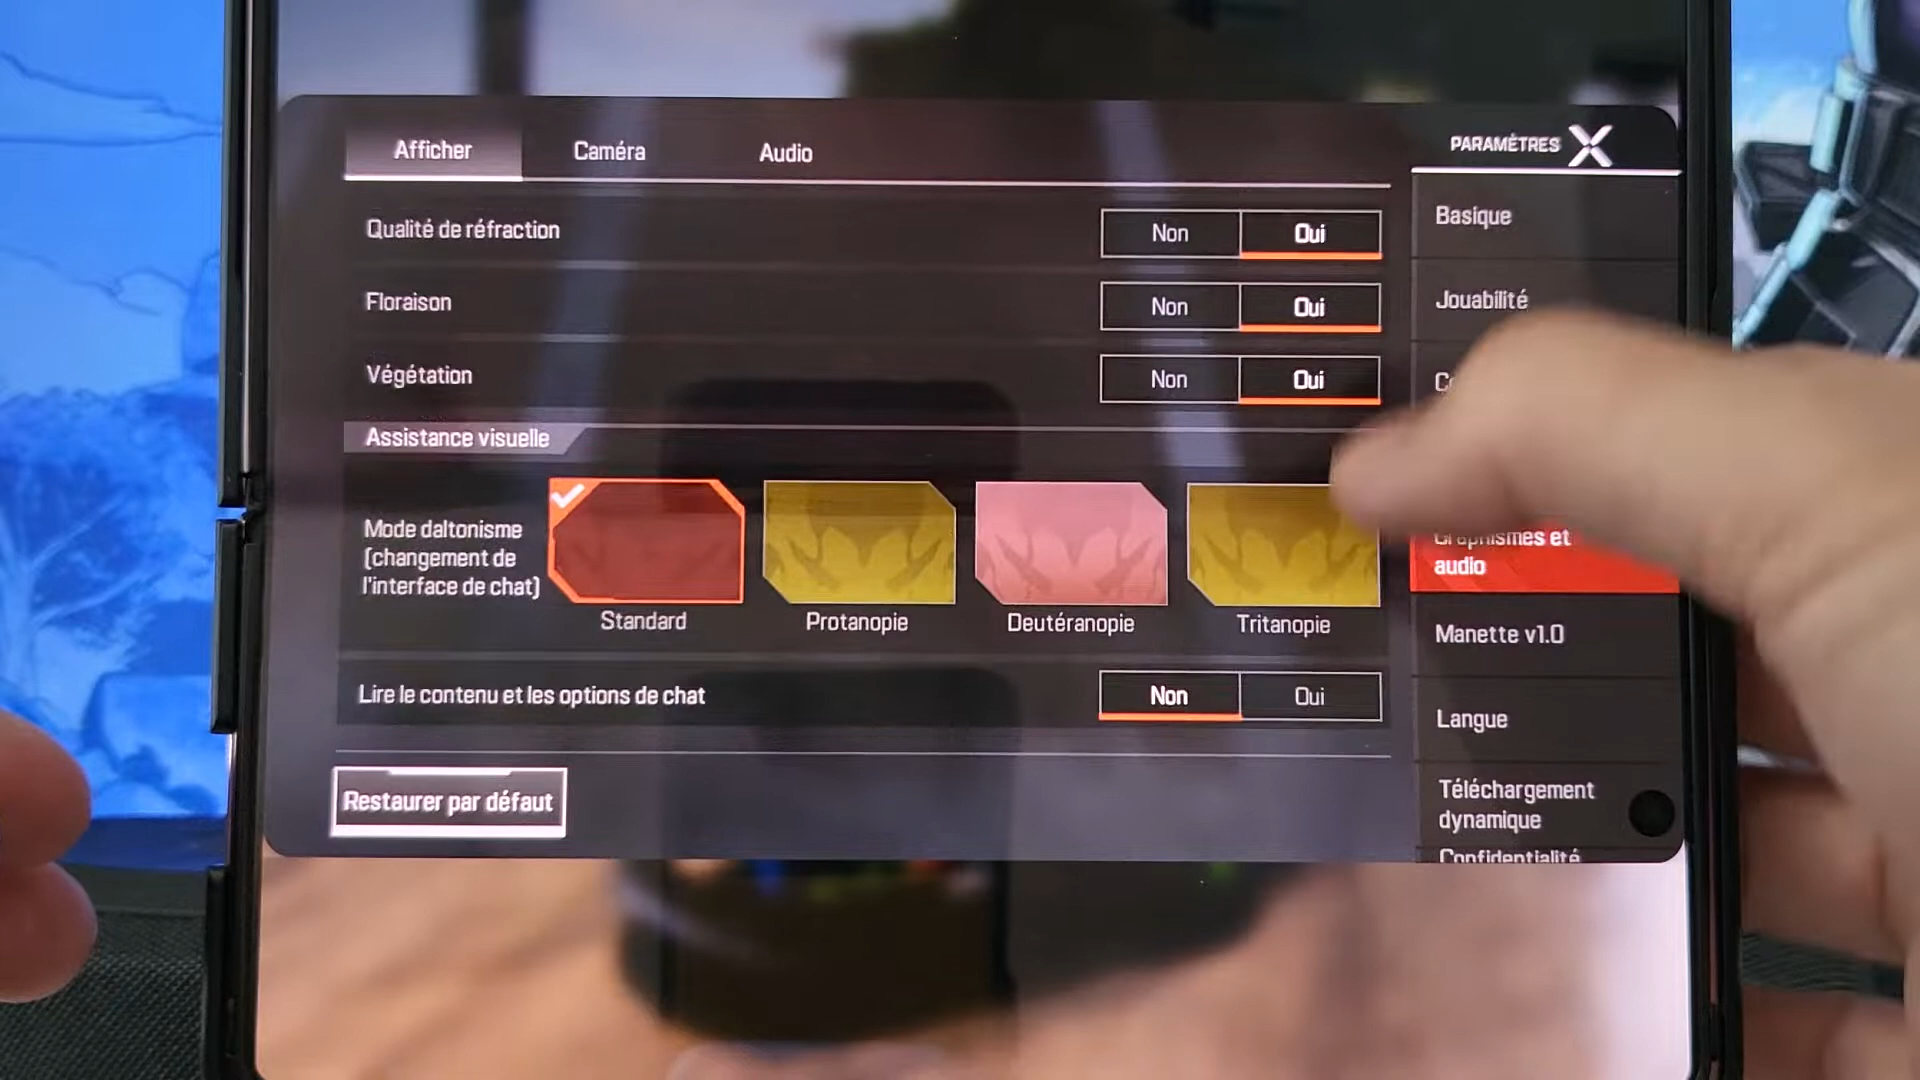 Afficher
Caméra
Audio
PARAMÈTRES
Qualité de réfraction
Non
Oui
Floraison
Non
Oui
Végétation
Non
Oui
Assistance visuelle
Mode daltonisme
(changement de
l'interface de chat)
Standard
Protanopie
Deutéranopie
Tritanopie
Lire le contenu et les options de chat
Non
Oui
Restaurer par défaut
Basique
Jouabilité
Graphismes et
audio
Manette v1.0
Langue
Téléchargement
dynamique
Confidentialité